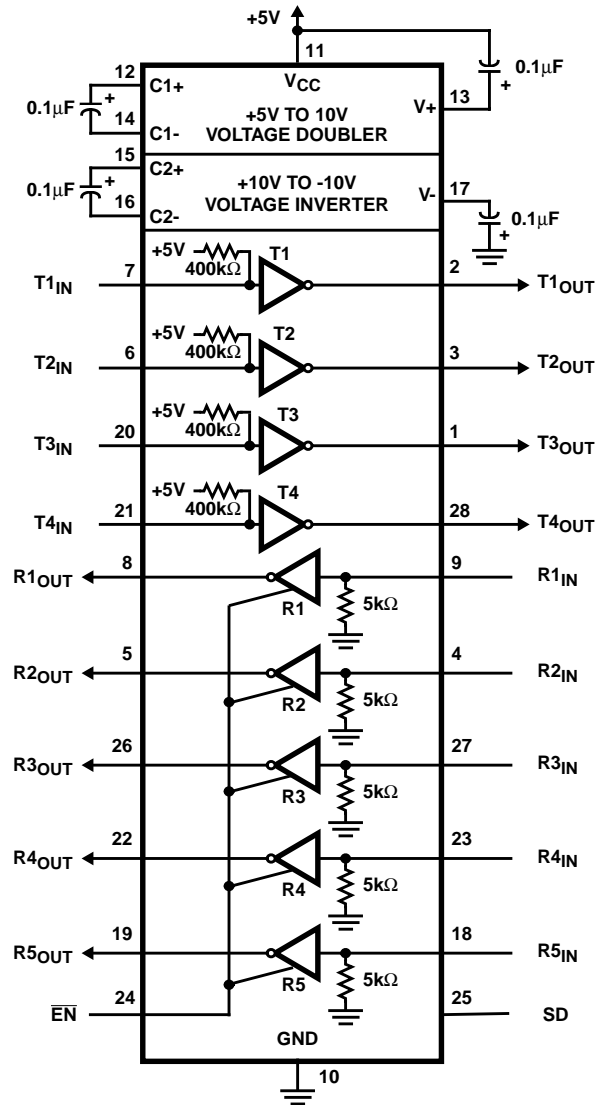 +5V
11
12
C1+
VCC
0.1µF
+
0.1µF
+
13
V+
14
C1-
+5V TO 10V
VOLTAGE DOUBLER
15
C2+
0.1µF
+
16
C2-
+10V TO -10V
VOLTAGE INVERTER
V-
17
0.1µF
+
T1IN
7
+5V
400kΩ
T1
2
T1OUT
T2IN
6
+5V
400kΩ
T2
3
T2OUT
T3IN
20
+5V
400kΩ
T3
1
T3OUT
T4IN
21
+5V
400kΩ
T4
28
T4OUT
R1OUT
8
R1
5kΩ
9
R1IN
R2OUT
5
R2
5kΩ
4
R2IN
R3OUT
26
R3
5kΩ
27
R3IN
R4OUT
22
R4
5kΩ
23
R4IN
R5OUT
19
R5
5kΩ
18
R5IN
E̅N̅
24
25
SD
GND
10